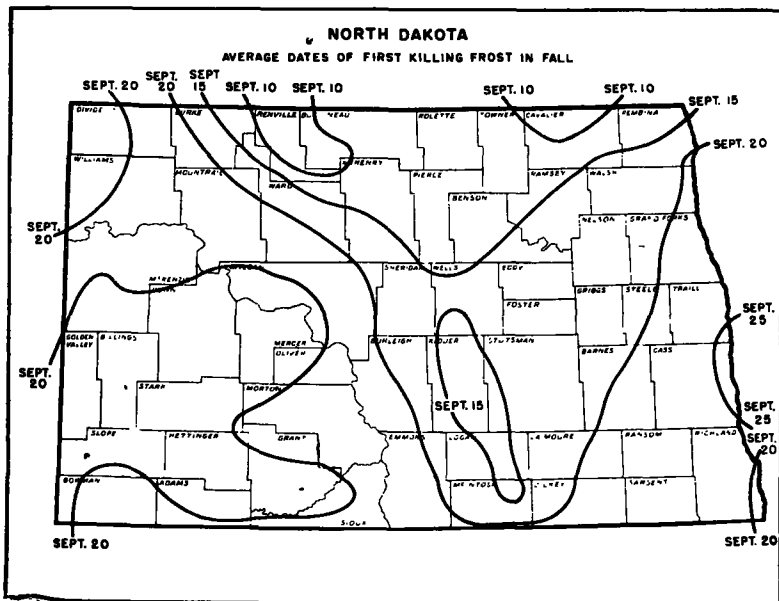 NORTH DAKOTA
AVERAGE DATES OF FIRST KILLING FROST IN FALL
SEPT. 20
SEPT. 20
SEPT 15
SEPT. 10
SEPT. 10
SEPT. 10
SEPT. 10
SEPT. 15
SEPT. 20
DIVIDE
BURKE
RENVILLE
ROLETTE
TOWNER
CAVALIER
PEMBINA
WILLIAMS
MOUNTRAIL
WARD
MCHENRY
PIERCE
BENSON
RAMSEY
WALSH
NELSON
GRAND FORKS
SEPT. 20
MCKENZIE
SHERIDAN
WELLS
EDDY
FOSTER
GRIGGS
STEELE
TRAILL
SEPT. 25
GOLDEN VALLEY
BILLINGS
MERCER
OLIVER
BURLEIGH
KIDDER
STUTSMAN
BARNES
CASS
SEPT. 20
STARK
MORTON
SEPT. 15
SEPT. 25
SLOPE
HETTINGER
GRANT
EMMONS
LOGAN
LA MOURE
RANSOM
RICHLAND
SEPT. 20
BOWMAN
ADAMS
SIOUX
MCINTOSH
DICKEY
SARGENT
SEPT. 20
SEPT. 20